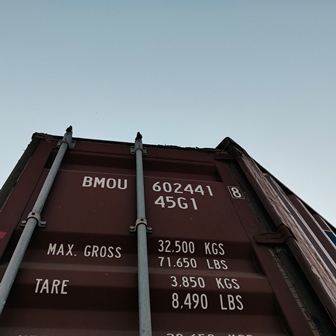 BMOU 602441 8
45G1
MAX. GROSS 32.500 KGS
71.650 LBS
TARE 3.850 KGS
8.490 LBS